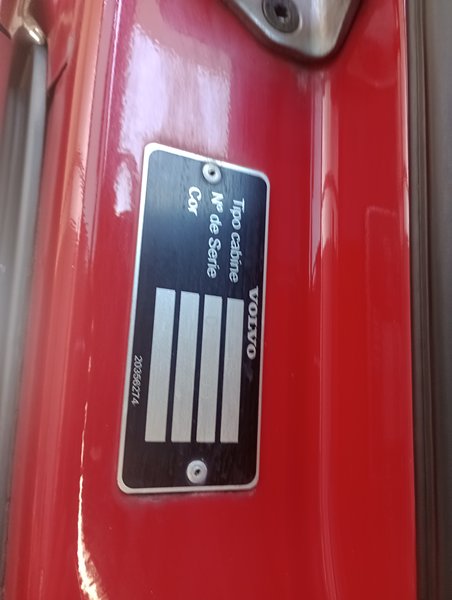 VOLVO
Tipo cabine
Nº de Serie
Cor
20356274